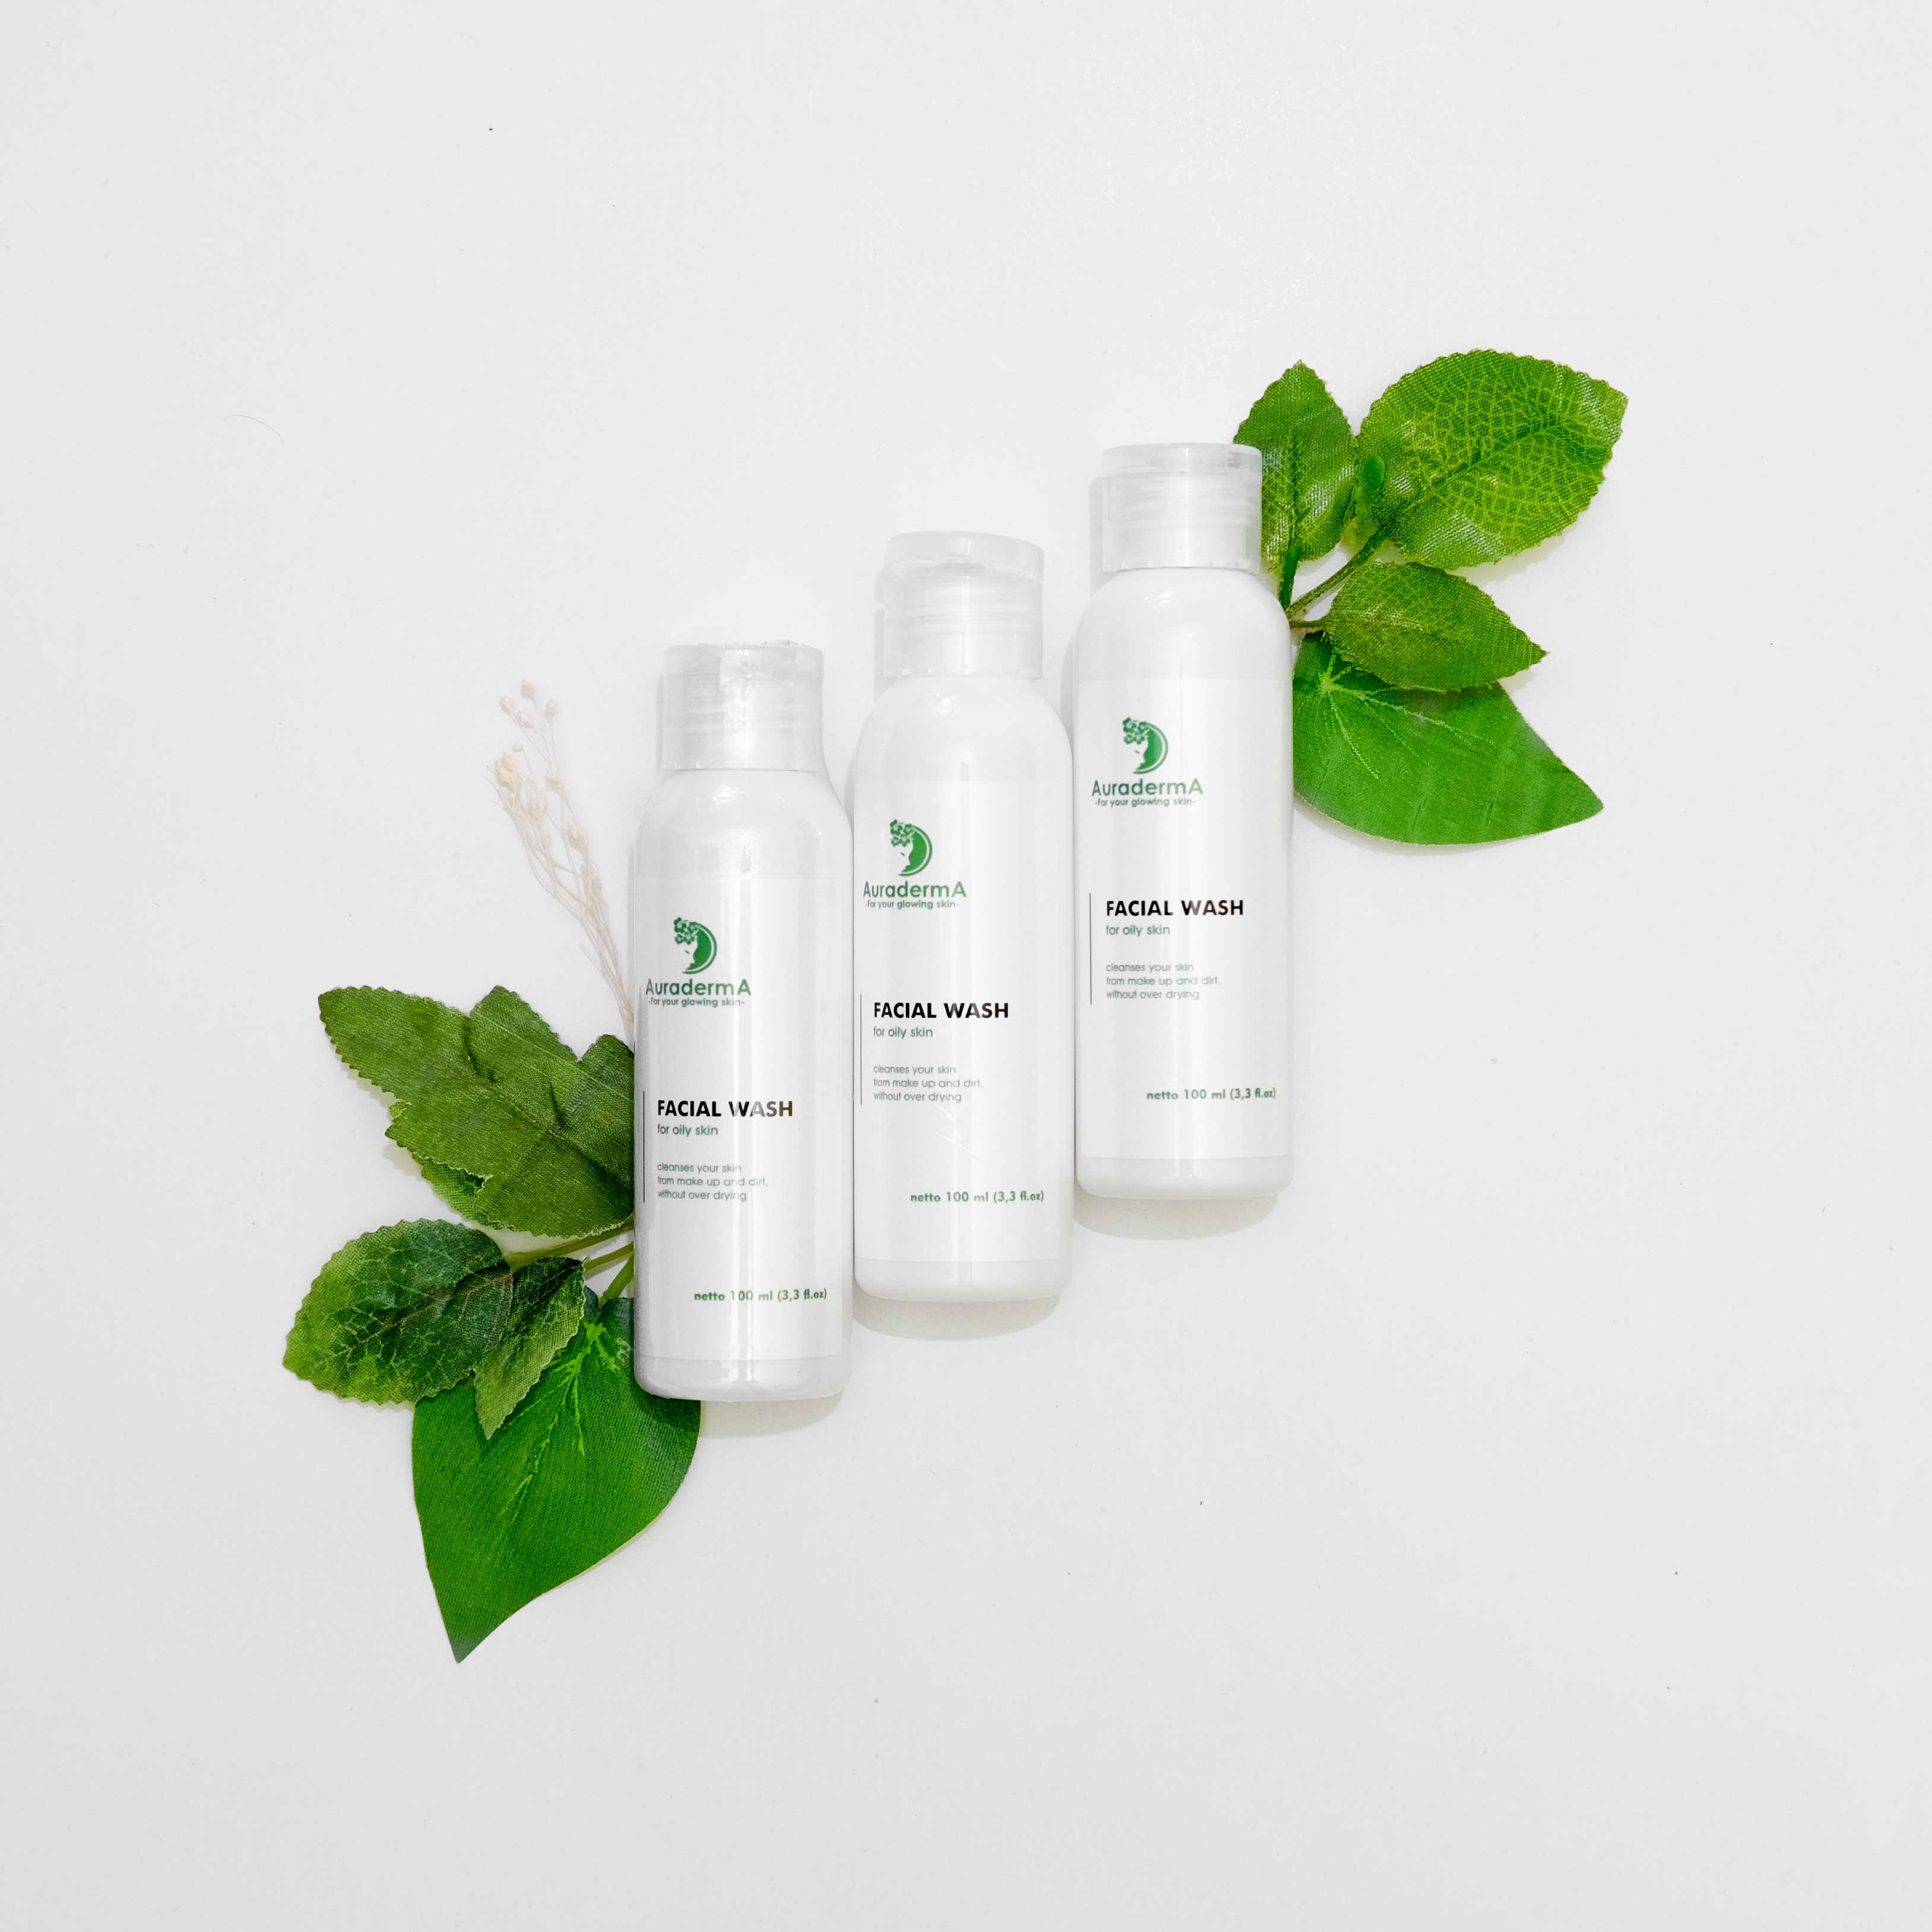 AuradermA
-For your glowing skin-
FACIAL WASH
for oily skin
cleanses your skin
from make up and dirt,
without over drying
netto 100 ml (3,3 fl.oz)
AuradermA
-For your glowing skin-
FACIAL WASH
for oily skin
cleanses your skin
from make up and dirt,
without over drying
netto 100 ml (3,3 fl.oz)
AuradermA
-For your glowing skin-
FACIAL WASH
for oily skin
cleanses your skin
from make up and dirt,
without over drying
netto 100 ml (3,3 fl.oz)